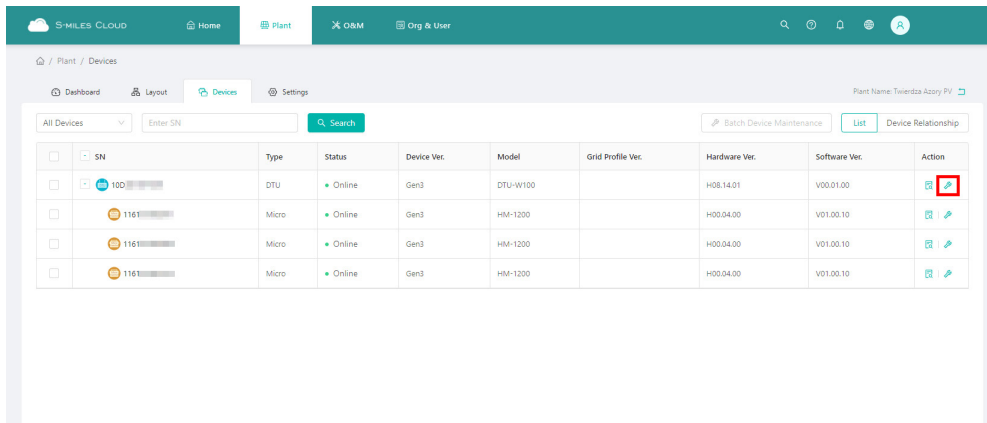 S-MILES CLOUD Home Plant O&M Org & User
/ Plant / Devices
Dashboard Layout Devices Settings Plant Name: Twierdza Azory PV
All Devices Enter SN Search Batch Device Maintenance List Device Relationship
SN Type Status Device Ver. Model Grid Profile Ver. Hardware Ver. Software Ver. Action
10D DTU Online Gen3 DTU-W100 H08.14.01 V00.01.00
1161 Micro Online Gen3 HM-1200 H00.04.00 V01.00.10
1161 Micro Online Gen3 HM-1200 H00.04.00 V01.00.10
1161 Micro Online Gen3 HM-1200 H00.04.00 V01.00.10